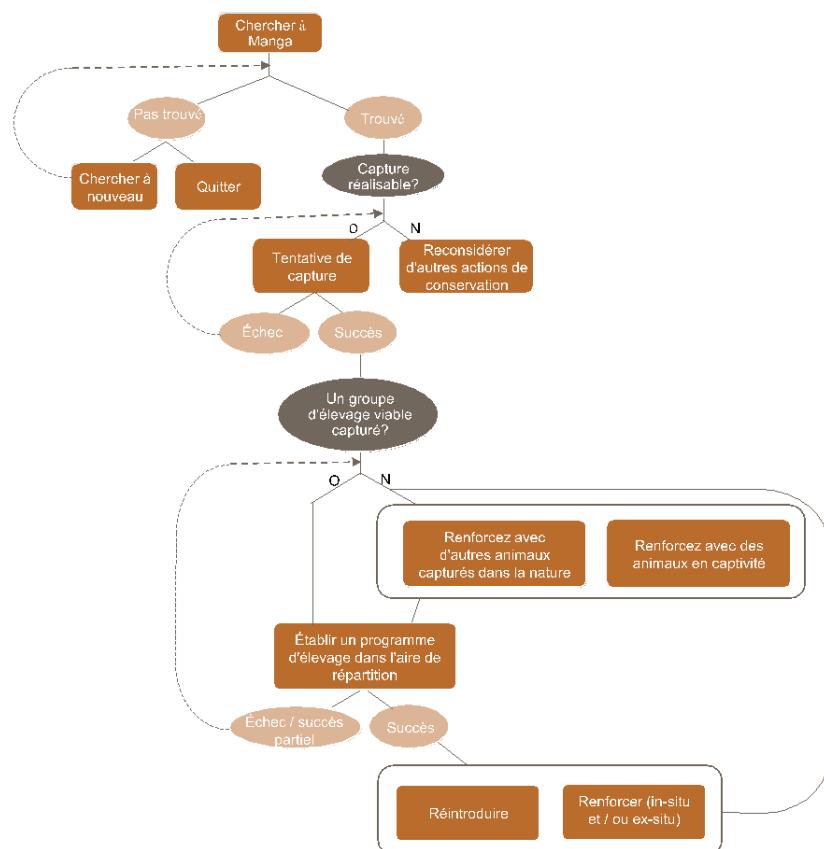 Chercher à
Manga
Pas trouvé
Trouvé
Chercher à
nouveau
Quitter
Capture
réalisable?
O
N
Tentative de
capture
Reconsidérer
d'autres actions de
conservation
Échec
Succès
Un groupe
d'élevage viable
capturé?
O
N
Renforcez avec
d'autres animaux
capturés dans la nature
Renforcez avec des
animaux en captivité
Établir un programme
d'élevage dans l'aire de
répartition
Échec / succès
partiel
Succès
Réintroduire
Renforcer (in-situ
et / ou ex-situ)